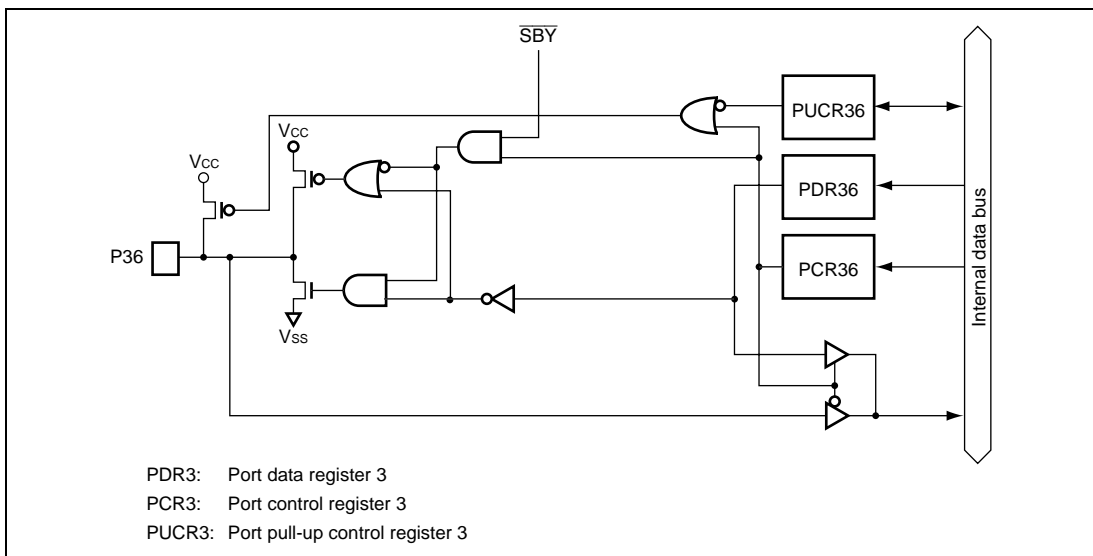 SBY
PUCR36
VCC
VCC
PDR36
P36
PCR36
VSS
Internal data bus
PDR3: Port data register 3
PCR3: Port control register 3
PUCR3: Port pull-up control register 3